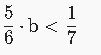 5/6 · b < 1/7